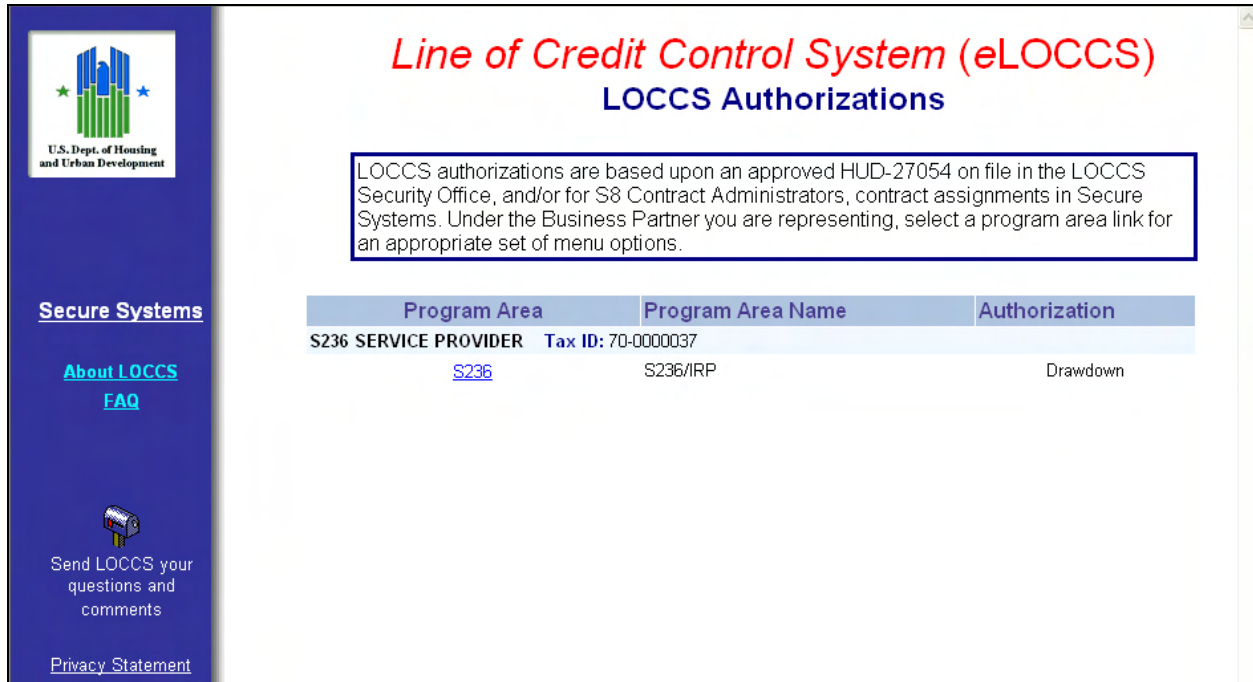 U.S. Dept. of Housing
and Urban Development
Secure Systems
About LOCCS
FAQ
Send LOCCS your
questions and
comments
Privacy Statement
Line of Credit Control System (eLOCCS)
LOCCS Authorizations
LOCCS authorizations are based upon an approved HUD-27054 on file in the LOCCS
Security Office, and/or for S8 Contract Administrators, contract assignments in Secure
Systems. Under the Business Partner you are representing, select a program area link for
an appropriate set of menu options.
Program Area Program Area Name Authorization
S236 SERVICE PROVIDER Tax ID: 70-0000037
S236 S236/IRP Drawdown